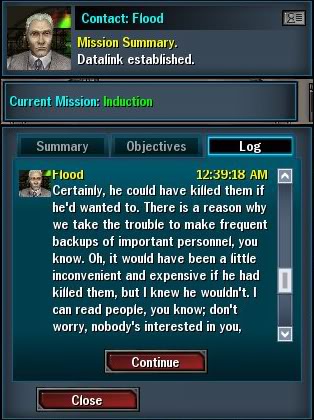 Contact: Flood
Mission Summary.
Datalink established.
Current Mission: Induction
Summary
Objectives
Log
Flood
12:39:18 AM
Certainly, he could have killed them if
he'd wanted to. There is a reason why
we take the trouble to make frequent
backups of important personnel, you
know. Oh, it would have been a little
inconvenient and expensive if he had
killed them, but I knew he wouldn't. I
can read people, you know; don't
worry, nobody's interested in you,
Continue
Close